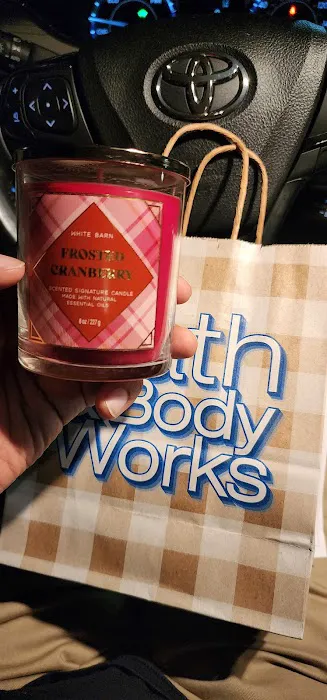 WHITE BARN
FROSTED
CRANBERRY
SCENTED SIGNATURE CANDLE
MADE WITH NATURAL
ESSENTIAL OILS
8 oz / 227 g
ath
Body
Works